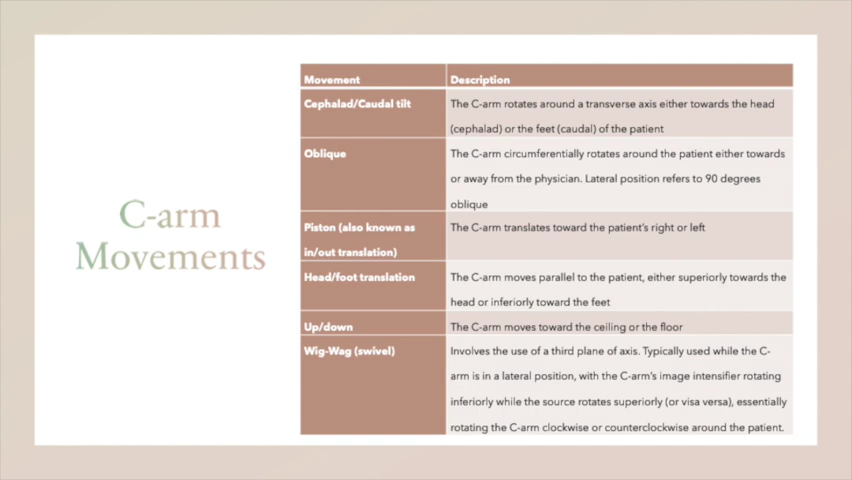 C-arm
Movements
Movement Description
Cephalad/Caudal tilt The C-arm rotates around a transverse axis either towards the head
(cephalad) or the feet (caudal) of the patient
Oblique The C-arm circumferentially rotates around the patient either towards
or away from the physician. Lateral position refers to 90 degrees
oblique
Piston (also known as The C-arm translates toward the patient's right or left
in/out translation)
Head/foot translation The C-arm moves parallel to the patient, either superiorly towards the
head or inferiorly toward the feet
Up/down The C-arm moves toward the ceiling or the floor
Wig-Wag (swivel) Involves the use of a third plane of axis. Typically used while the C-
arm is in a lateral position, with the C-arm's image intensifier rotating
inferiorly while the source rotates superiorly (or visa versa), essentially
rotating the C-arm clockwise or counterclockwise around the patient.